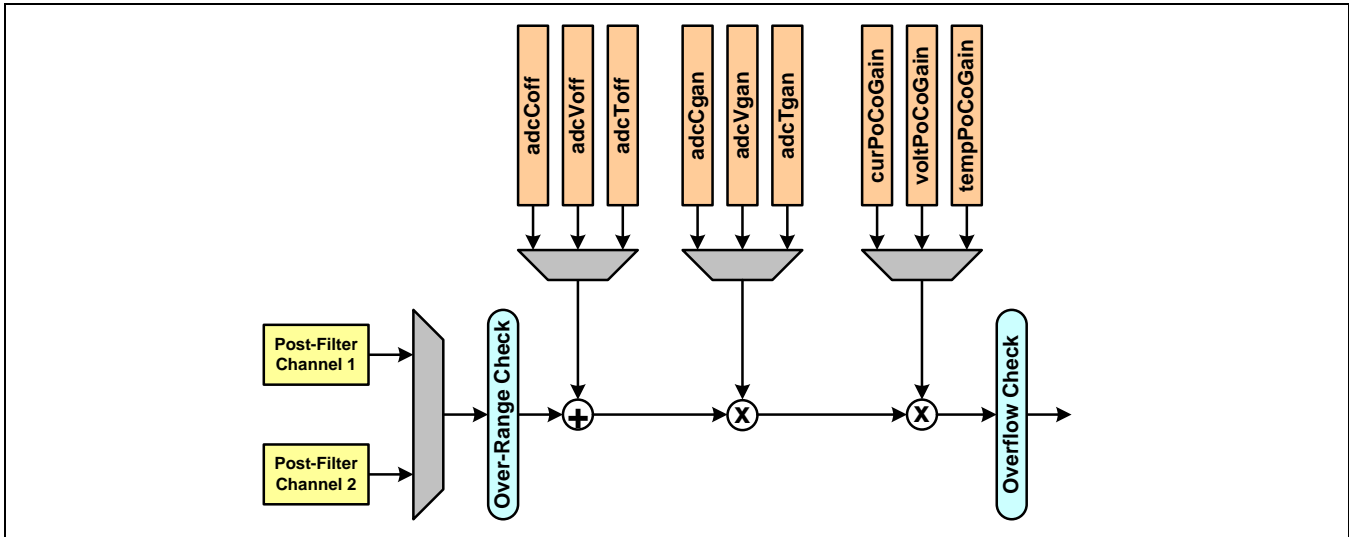 adcCoff
adcVoff
adcToff
adcCgan
adcVgan
adcTgan
curPoCoGain
voltPoCoGain
tempPoCoGain
Post-Filter
Channel 1
Post-Filter
Channel 2
Over-Range Check
+
X
X
Overflow Check